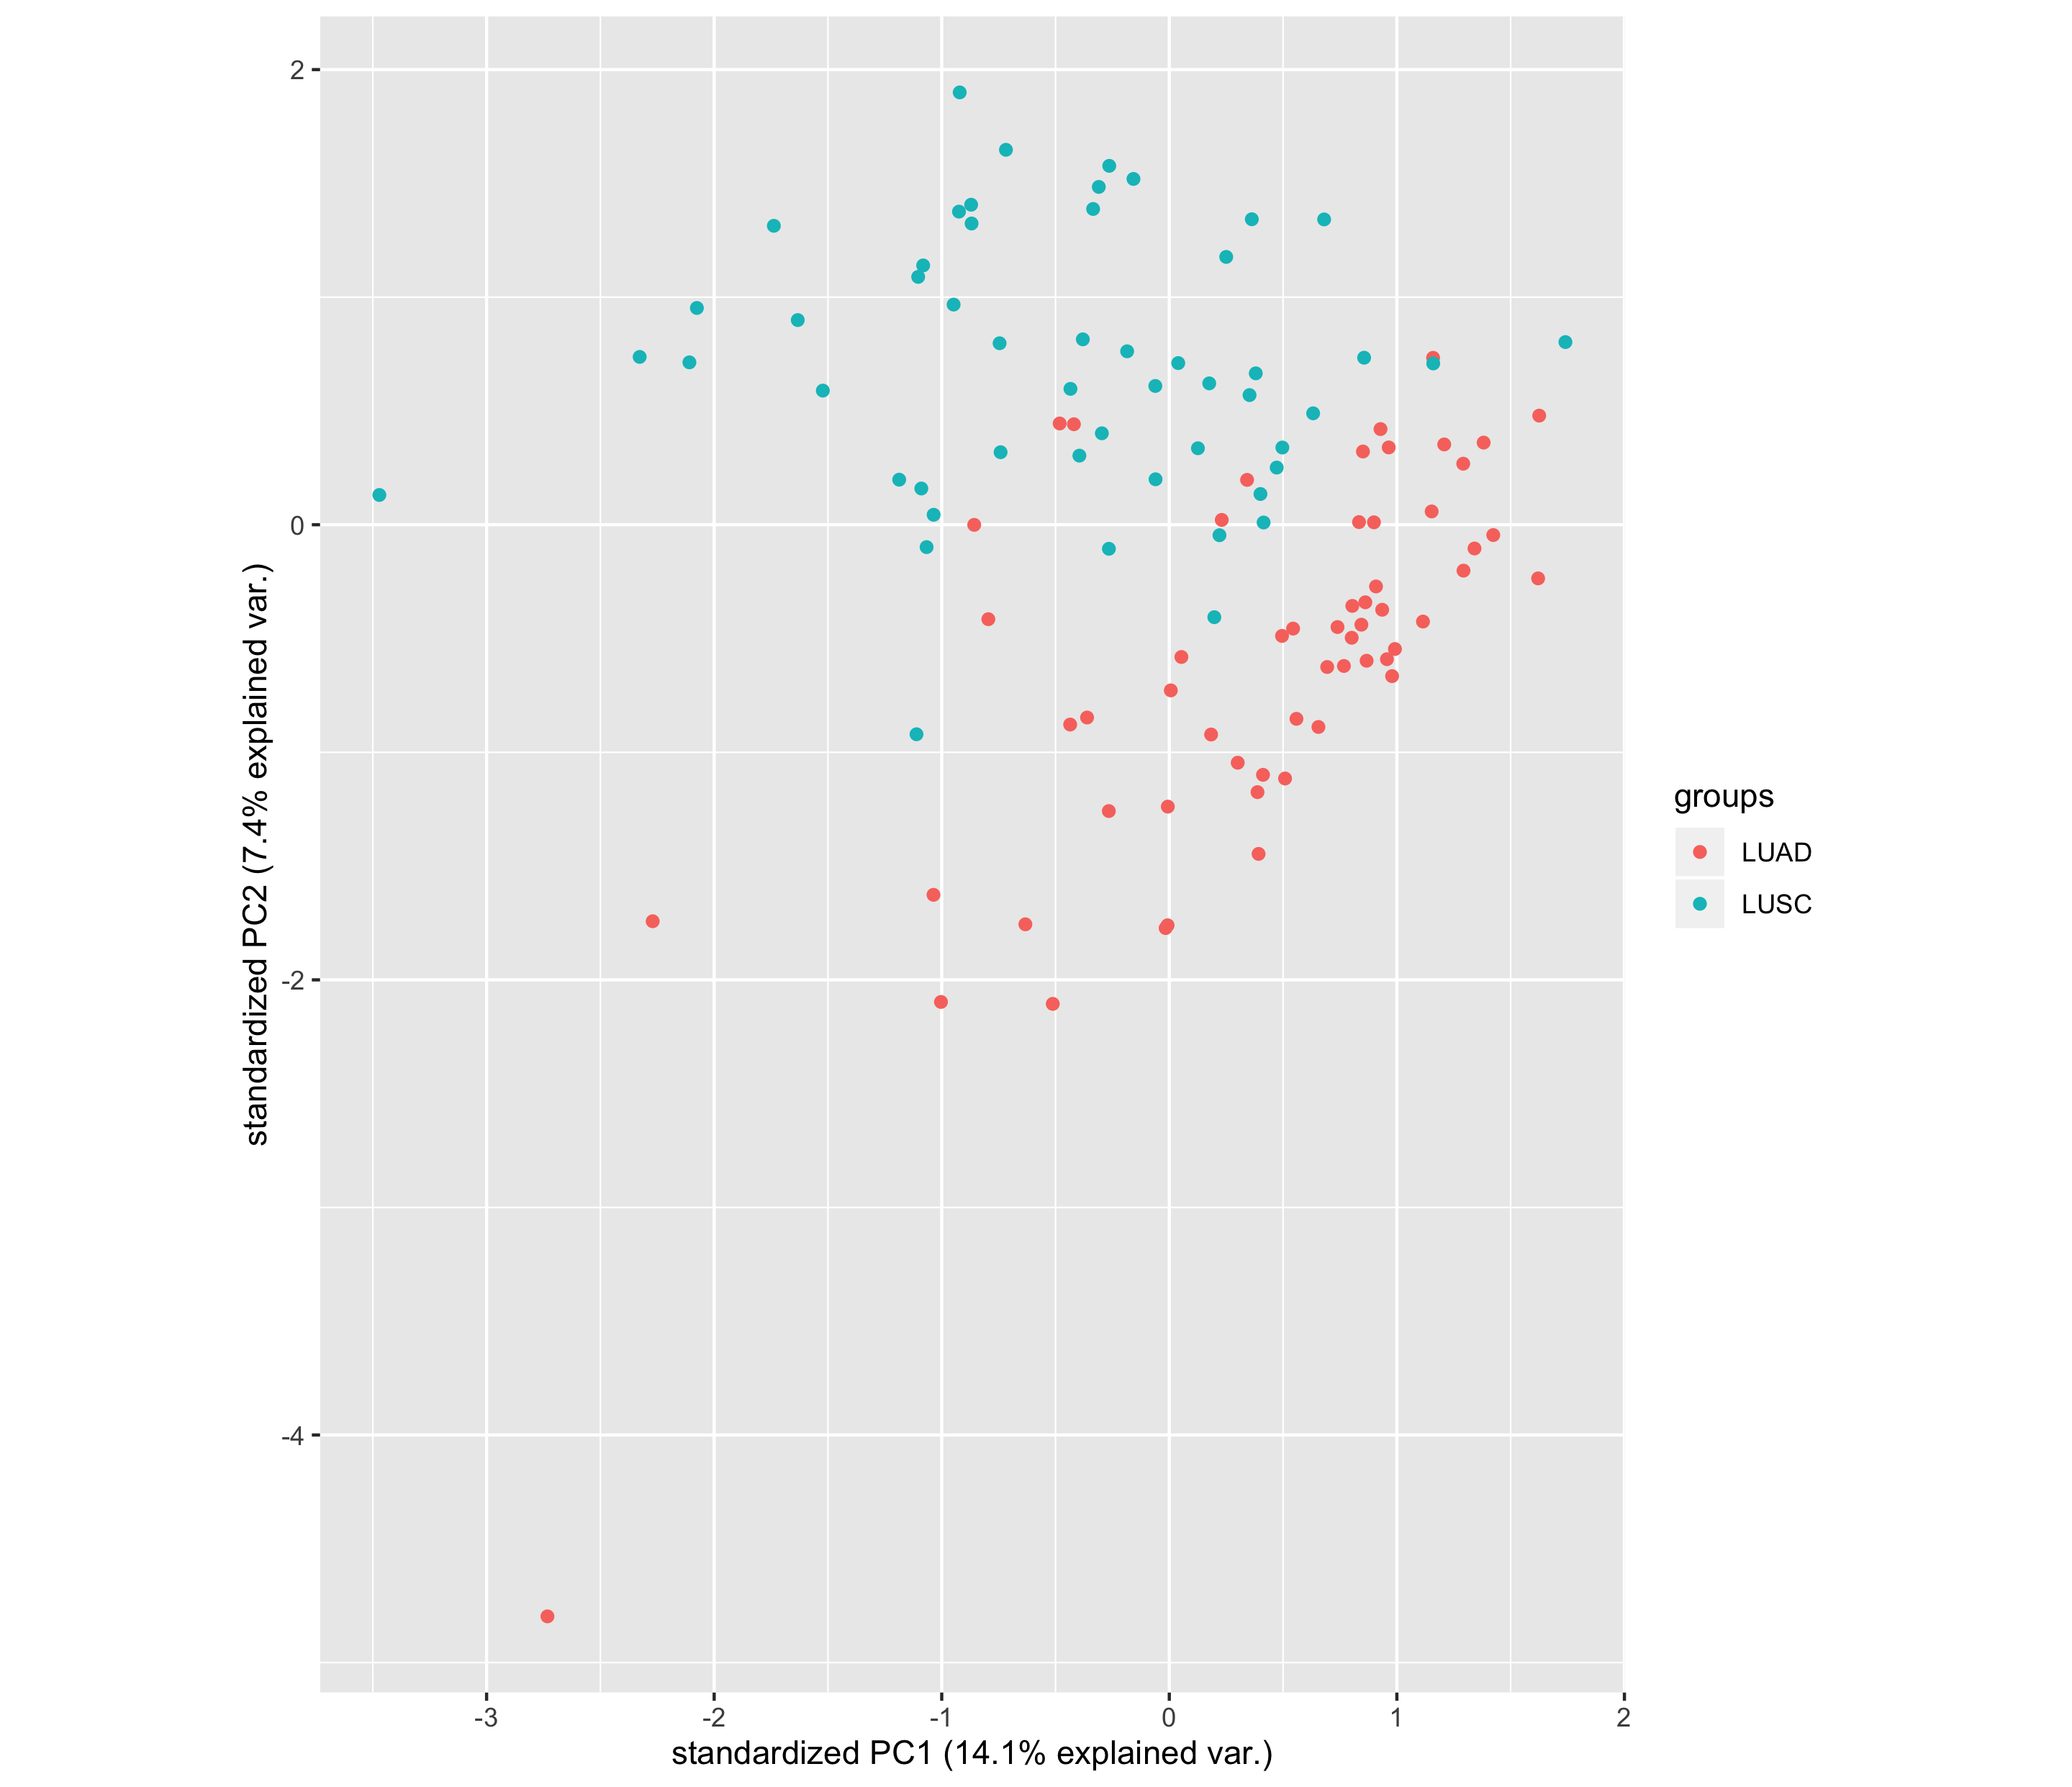 2
0
-2
-4
standardized PC2 (7.4% explained var.)
-3
-2
-1
0
1
2
standardized PC1 (14.1% explained var.)
groups
LUAD
LUSC